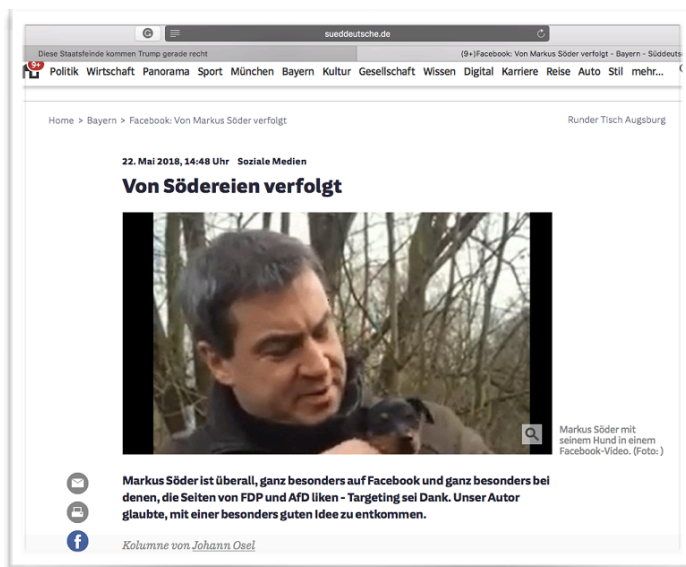 sueddeutsche.de
Diese Staatsfeinde kommen Trump gerade recht
(9+)Facebook: Von Markus Söder verfolgt - Bayern - Süddeuts
9+
Politik Wirtschaft Panorama Sport München Bayern Kultur Gesellschaft Wissen Digital Karriere Reise Auto Stil mehr...
Home > Bayern > Facebook: Von Markus Söder verfolgt
Runder Tisch Augsburg
22. Mai 2018, 14:48 Uhr Soziale Medien
Von Södereien verfolgt
Markus Söder mit
seinem Hund in einem
Facebook-Video. (Foto: )
Markus Söder ist überall, ganz besonders auf Facebook und ganz besonders bei
denen, die Seiten von FDP und AfD liken - Targeting sei Dank. Unser Autor
glaubte, mit einer besonders guten Idee zu entkommen.
Kolumne von Johann Osel